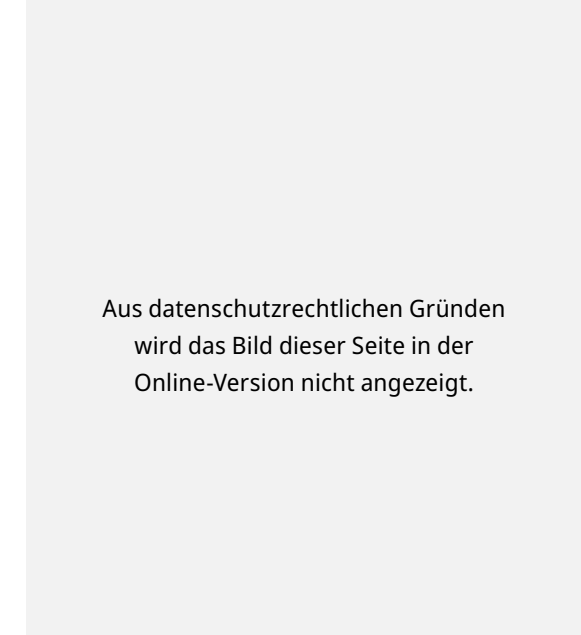 Aus datenschutzrechtlichen Gründen
wird das Bild dieser Seite in der
Online-Version nicht angezeigt.